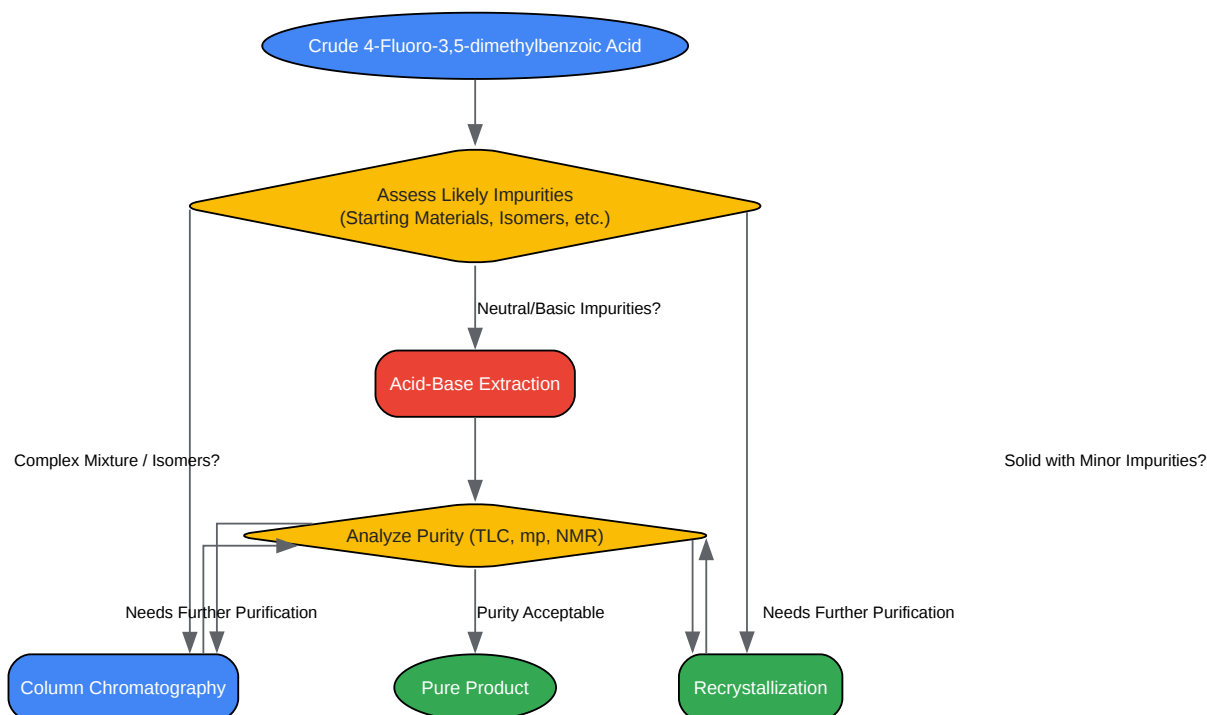 Crude 4-Fluoro-3,5-dimethylbenzoic Acid
Assess Likely Impurities
(Starting Materials, Isomers, etc.)
Neutral/Basic Impurities?
Acid-Base Extraction
Complex Mixture / Isomers?
Solid with Minor Impurities?
Analyze Purity (TLC, mp, NMR)
Needs Further Purification
Purity Acceptable
Needs Further Purification
Column Chromatography
Pure Product
Recrystallization